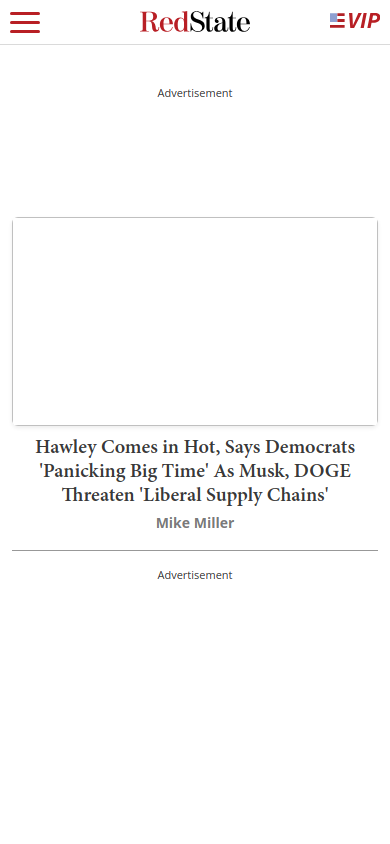 RedState
VIP
Advertisement
Hawley Comes in Hot, Says Democrats
'Panicking Big Time' As Musk, DOGE
Threaten 'Liberal Supply Chains'
Mike Miller
Advertisement